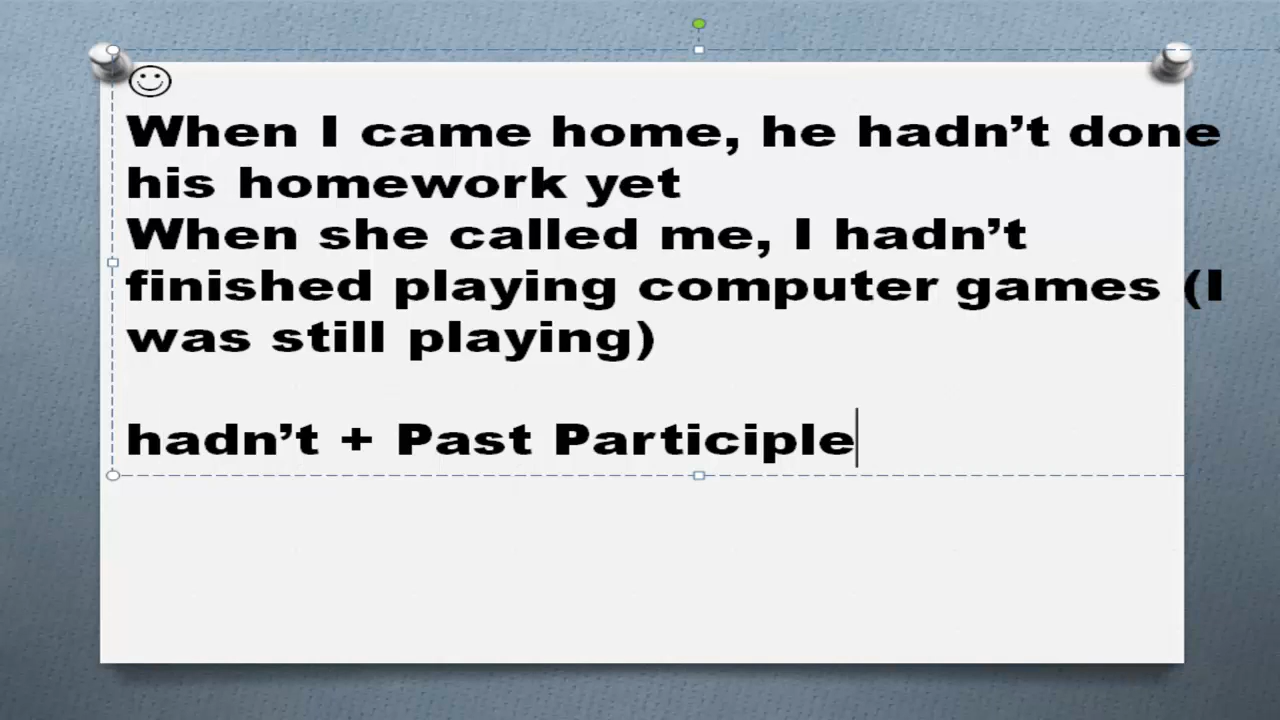 When I came home, he hadn’t done
his homework yet
When she called me, I hadn’t
finished playing computer games (I
was still playing)
hadn’t + Past Participle